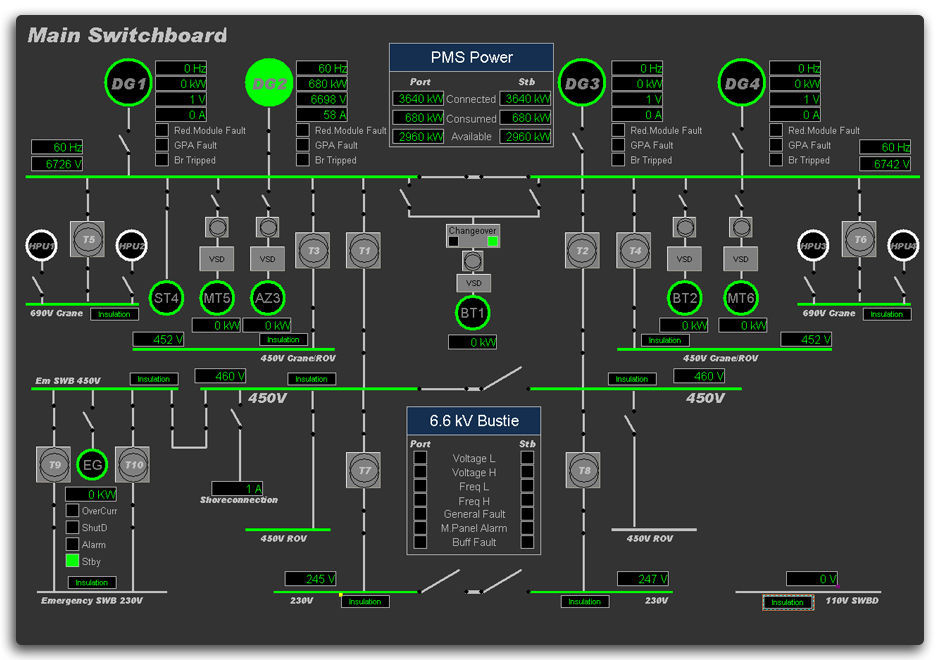 Main Switchboard
PMS Power
Port Stb
3640 kW Connected 3640 kW
680 kW Consumed 680 kW
2960 kW Available 2960 kW
DG1
0 Hz
0 kW
1 V
0 A
Red.Module Fault
GPA Fault
Br Tripped
DG2
60 Hz
680 kW
6698 V
58 A
Red.Module Fault
GPA Fault
Br Tripped
DG3
0 Hz
0 kW
1 V
0 A
Red.Module Fault
GPA Fault
Br Tripped
DG4
0 Hz
0 kW
1 V
0 A
Red.Module Fault
GPA Fault
Br Tripped
60 Hz
6726 V
60 Hz
6742 V
HPU1 T5 HPU2
690V Crane Insulation
ST4
VSD
MT5
0 kW
VSD
AZ3
0 kW
T3 T1
Insulation
452 V
450V Crane/ROV
Changeover
VSD
BT1
0 kW
T2 T4
VSD
BT2
0 kW
VSD
MT6
0 kW
Insulation
452 V
450V Crane/ROV
HPU3 T6 HPU4
690V Crane Insulation
Em SWB 450V Insulation
460 V Insulation
450V
Insulation 460 V
450V
T9 EG T10
0 KW
OverCurr
ShutD
Alarm
Stby
Insulation
Emergency SWB 230V
1 A
Shoreconnection
450V ROV
T7
6.6 kV Bustie
Port Stb
Voltage L
Voltage H
Freq L
Freq H
General Fault
M.Panel Alarm
Buff Fault
T8
450V ROV
245 V
230V Insulation
247 V
Insulation 230V
0 V
Insulation 110V SWBD